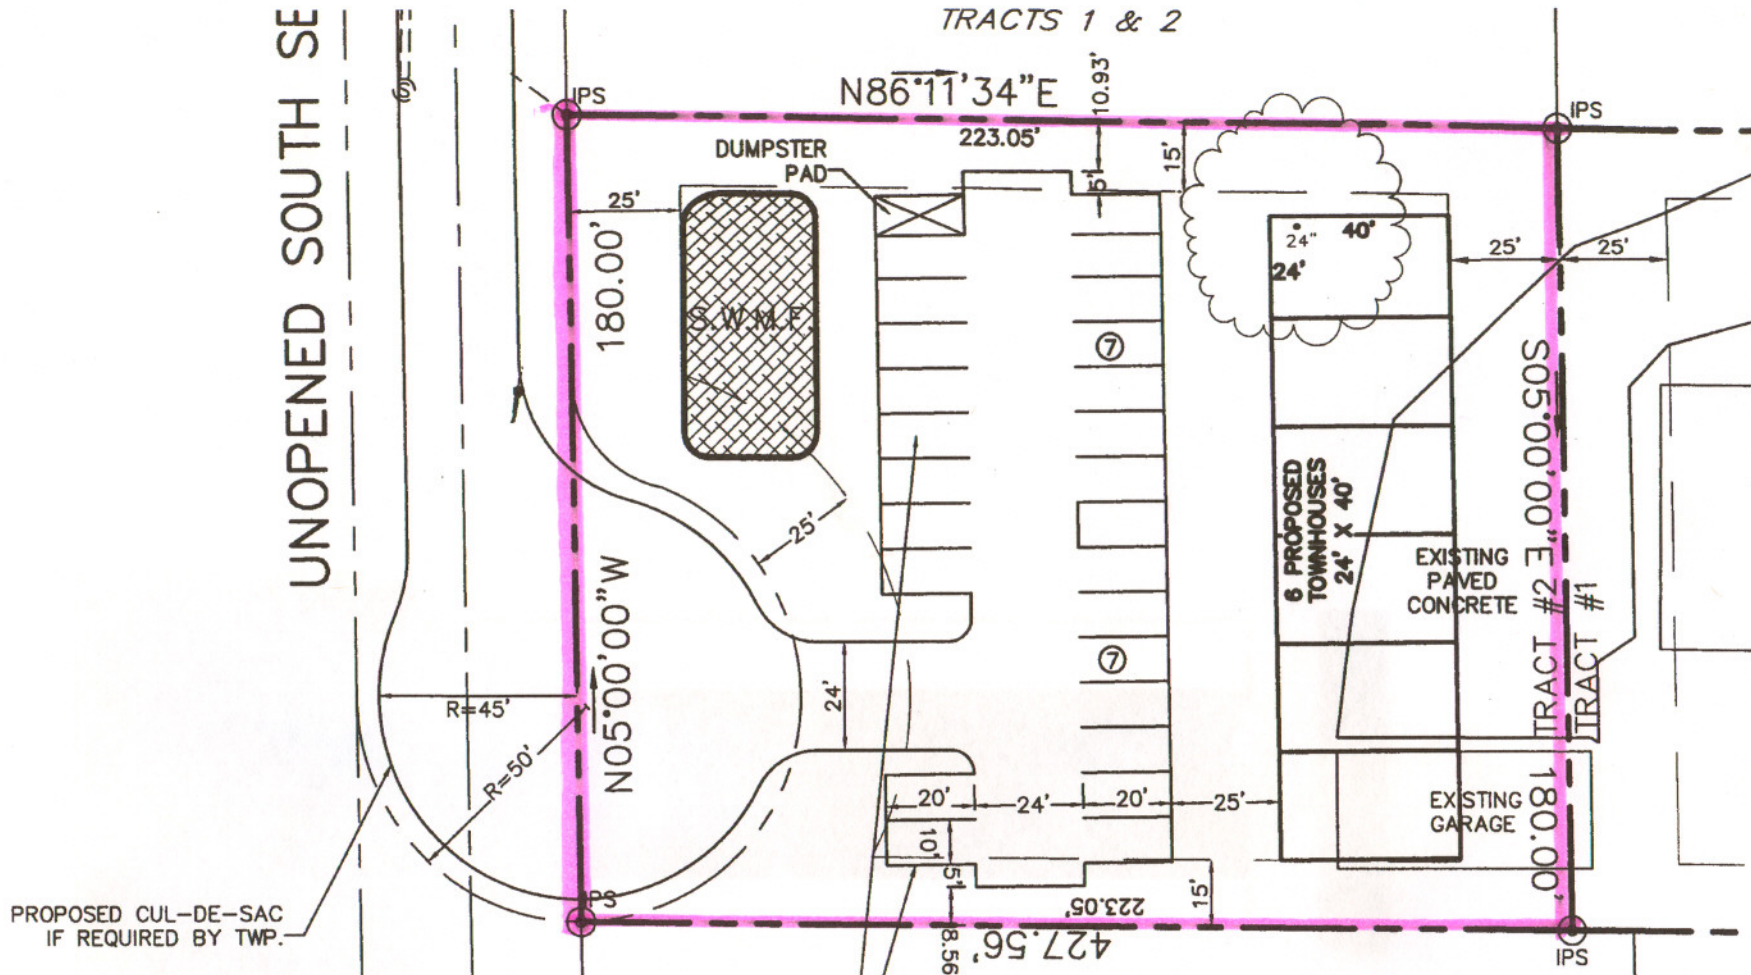 TRACTS 1 & 2
UNOPENED SOUTH SE
(S)
IPS
N86°11'34"E
10.93'
IPS
223.05'
DUMPSTER
PAD
15'
5'
25'
180.00'
24"
40'
24'
25'
25'
S.W.M.F.
7
S05°00'00"E
25'
6 PROPOSED
TOWNHOUSES
24' X 40'
EXISTING
PAVED
CONCRETE
TRACT #2
TRACT #1
N05°00'00"W
7
24'
R=45'
R=50'
20'
24'
20'
25'
EXISTING
GARAGE
180.00'
10'
5'
15'
IPS
223.05'
PROPOSED CUL-DE-SAC
IF REQUIRED BY TWP.
427.56'
8.56
IPS